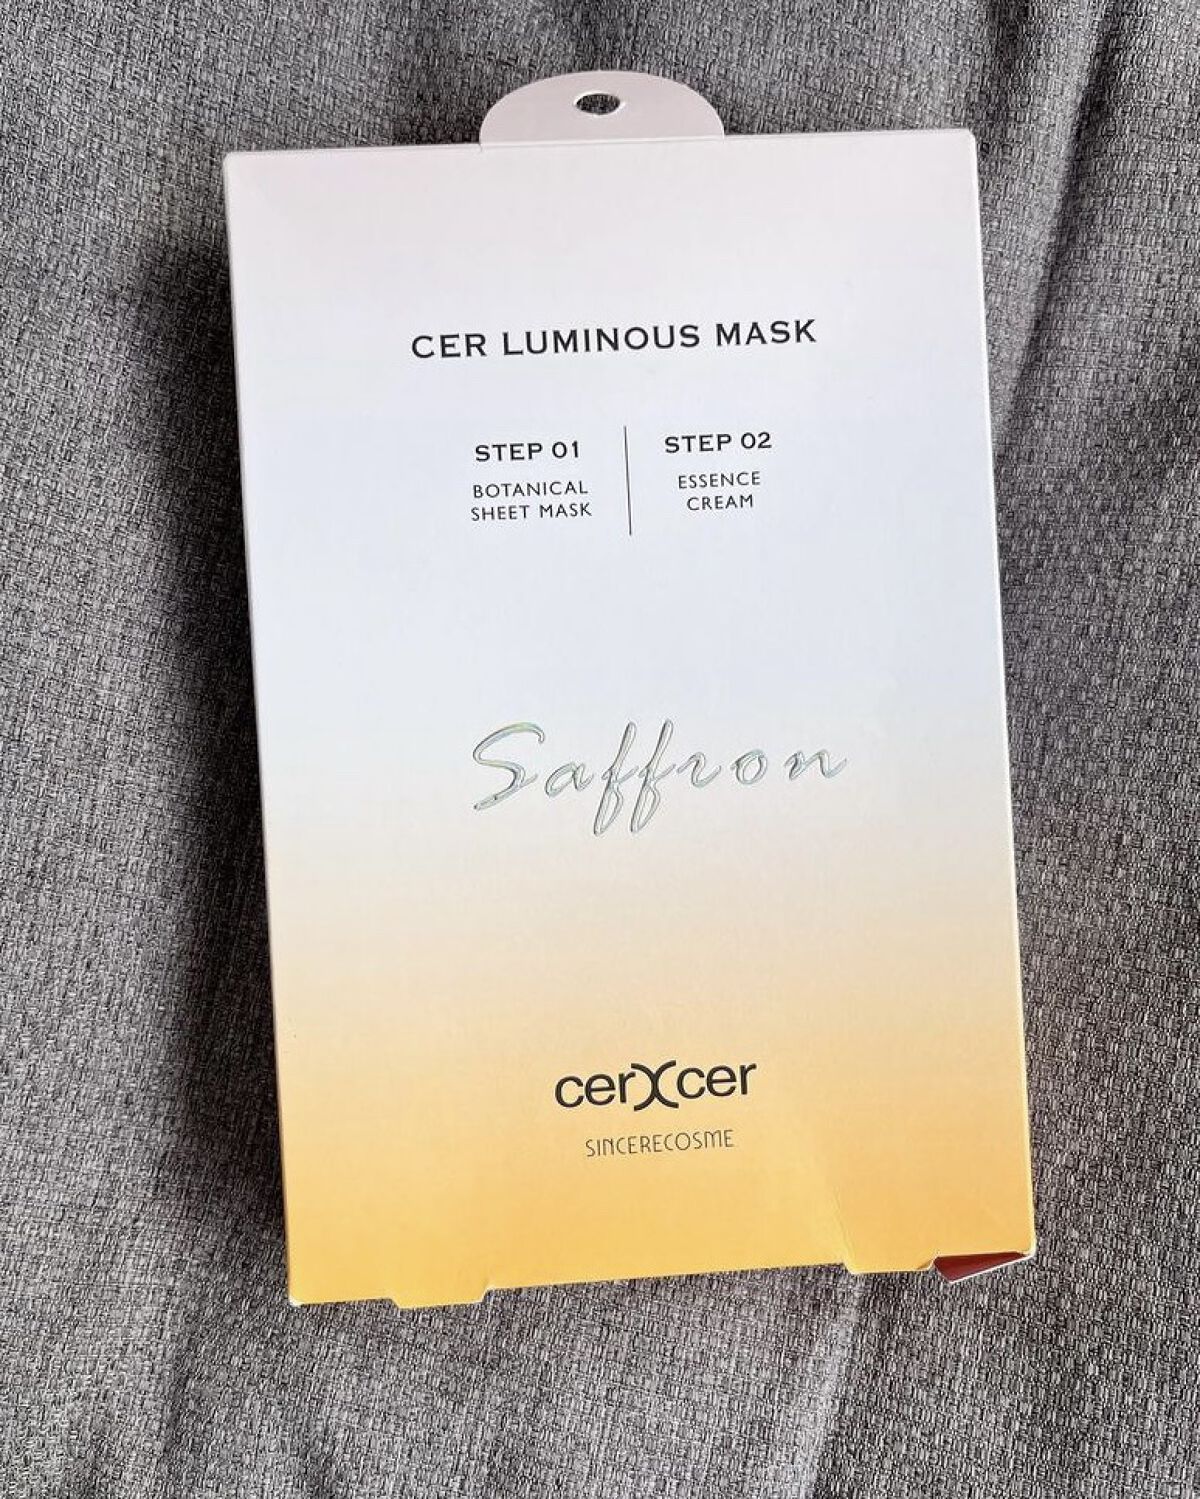 CER LUMINOUS MASK
STEP 01
BOTANICAL
SHEET MASK
STEP 02
ESSENCE
CREAM
Saffron
cerXcer
SINCERECOSME